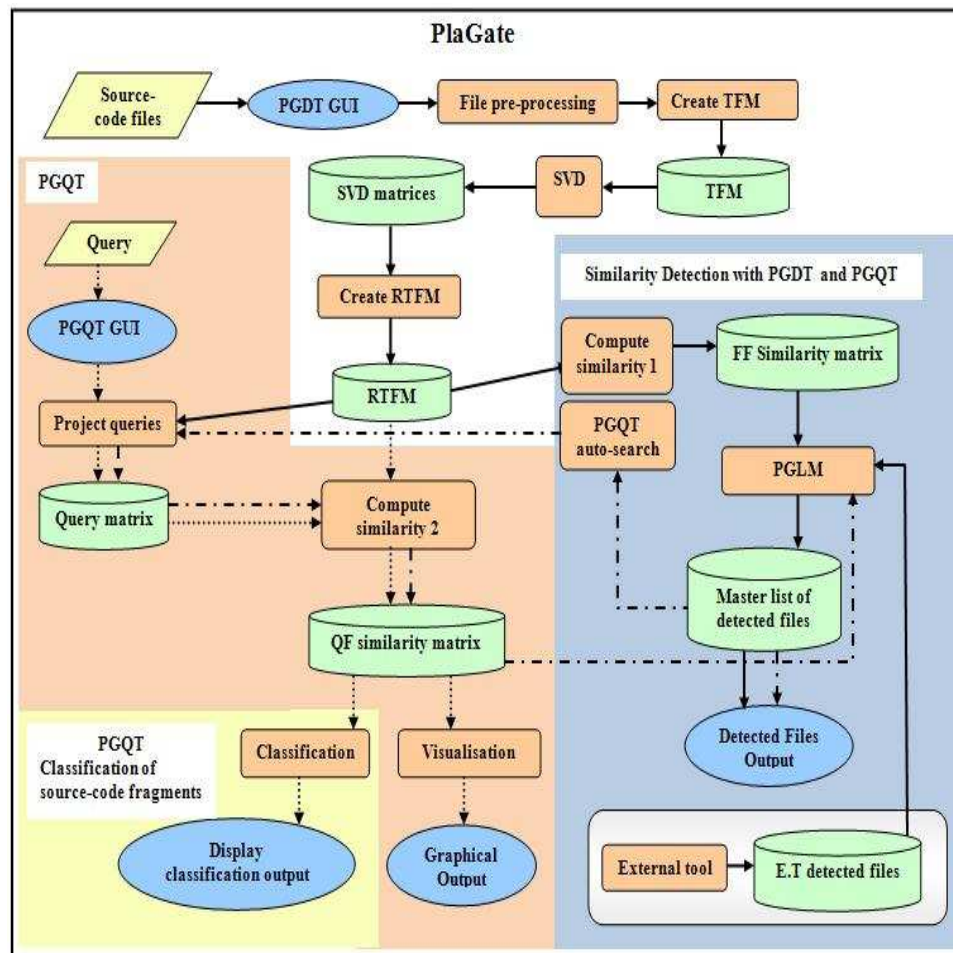 PlaGate
Source-
code files
PGDT GUI
File pre-processing
Create TFM
PGQT
SVD matrices
SVD
TFM
Query
Similarity Detection with PGDT and PGQT
Create RTFM
PGQT GUI
Compute
similarity 1
FF Similarity matrix
RTFM
Project queries
PGQT
auto-search
PGLM
Query matrix
Compute
similarity 2
Master list of
detected files
QF similarity matrix
PGQT
Classification of
source-code fragments
Classification
Visualisation
Detected Files
Output
Display
classification output
Graphical
Output
External tool
E.T detected files